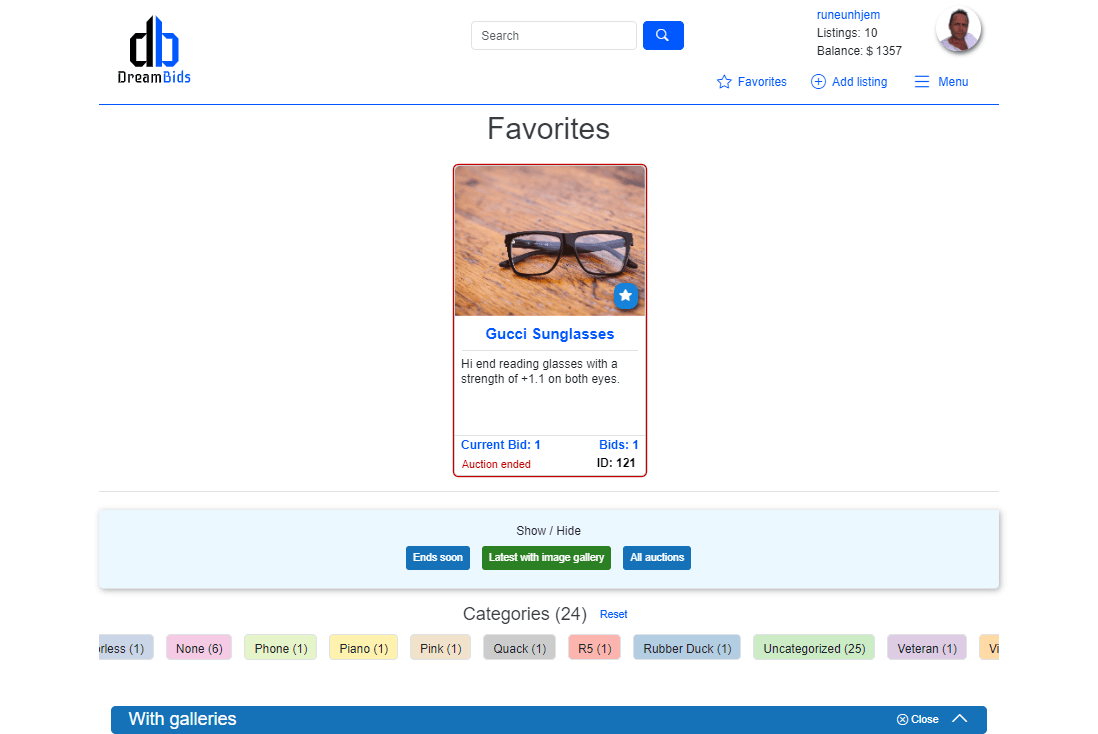 DreamBids
Search
runeunhjem
Listings: 10
Balance: $ 1357
Favorites
Add listing
Menu
Favorites
Gucci Sunglasses
Hi end reading glasses with a
strength of +1.1 on both eyes.
Current Bid: 1 Bids: 1
Auction ended ID: 121
Show / Hide
Ends soon Latest with image gallery All auctions
Categories (24) Reset
rless (1) None (6) Phone (1) Piano (1) Pink (1) Quack (1) R5 (1) Rubber Duck (1) Uncategorized (25) Veteran (1) Vi
With galleries Close